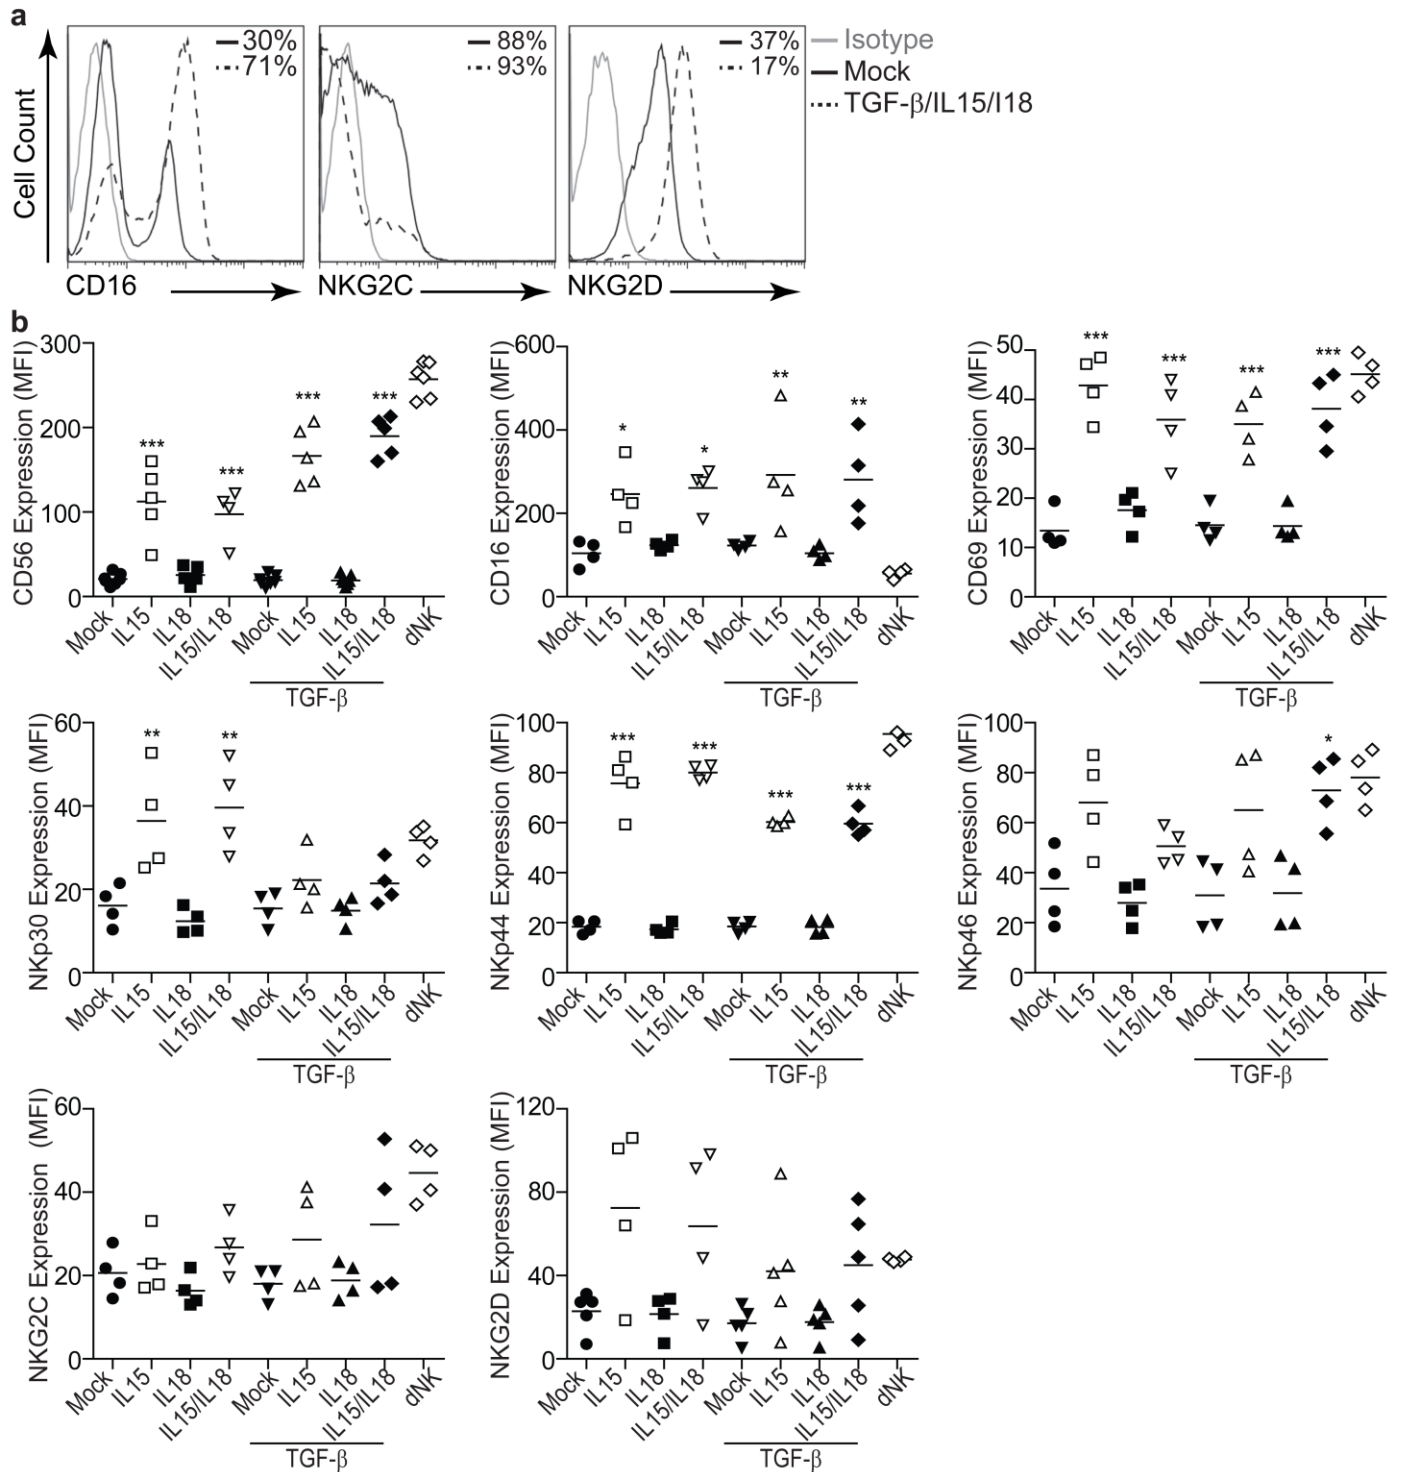 a
30%
71%
88%
93%
37%
17%
Isotype
Mock
TGF-β/IL15/I18
Cell Count
CD16
NKG2C
NKG2D
b
CD56 Expression (MFI)
300
200
100
0
***
***
***
***
Mock
IL15
IL18
IL15/IL18
Mock
IL15
IL18
IL15/IL18
dNK
TGF-β
CD16 Expression (MFI)
600
400
200
0
*
*
**
**
Mock
IL15
IL18
IL15/IL18
Mock
IL15
IL18
IL15/IL18
dNK
TGF-β
CD69 Expression (MFI)
50
40
30
20
10
0
***
***
***
***
Mock
IL15
IL18
IL15/IL18
Mock
IL15
IL18
IL15/IL18
dNK
TGF-β
NKp30 Expression (MFI)
60
40
20
0
**
**
Mock
IL15
IL18
IL15/IL18
Mock
IL15
IL18
IL15/IL18
dNK
TGF-β
NKp44 Expression (MFI)
100
80
60
40
20
0
***
***
***
***
Mock
IL15
IL18
IL15/IL18
Mock
IL15
IL18
IL15/IL18
dNK
TGF-β
NKp46 Expression (MFI)
100
80
60
40
20
0
*
Mock
IL15
IL18
IL15/IL18
Mock
IL15
IL18
IL15/IL18
dNK
TGF-β
NKG2C Expression (MFI)
60
40
20
0
Mock
IL15
IL18
IL15/IL18
Mock
IL15
IL18
IL15/IL18
dNK
TGF-β
NKG2D Expression (MFI)
120
80
40
0
Mock
IL15
IL18
IL15/IL18
Mock
IL15
IL18
IL15/IL18
dNK
TGF-β